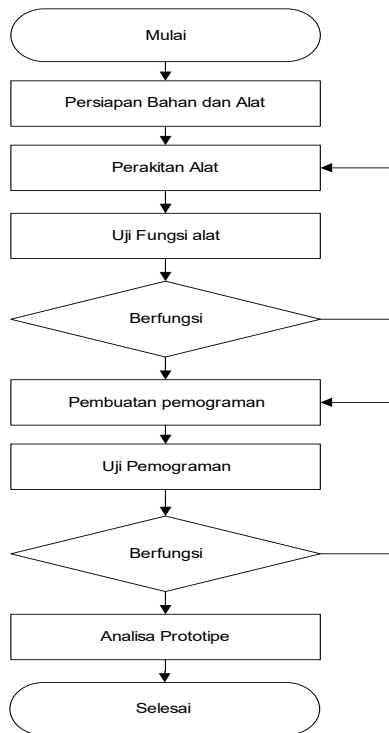 Mulai
Persiapan Bahan dan Alat
Perakitan Alat
Uji Fungsi alat
Berfungsi
Pembuatan pemograman
Uji Pemograman
Berfungsi
Analisa Prototipe
Selesai